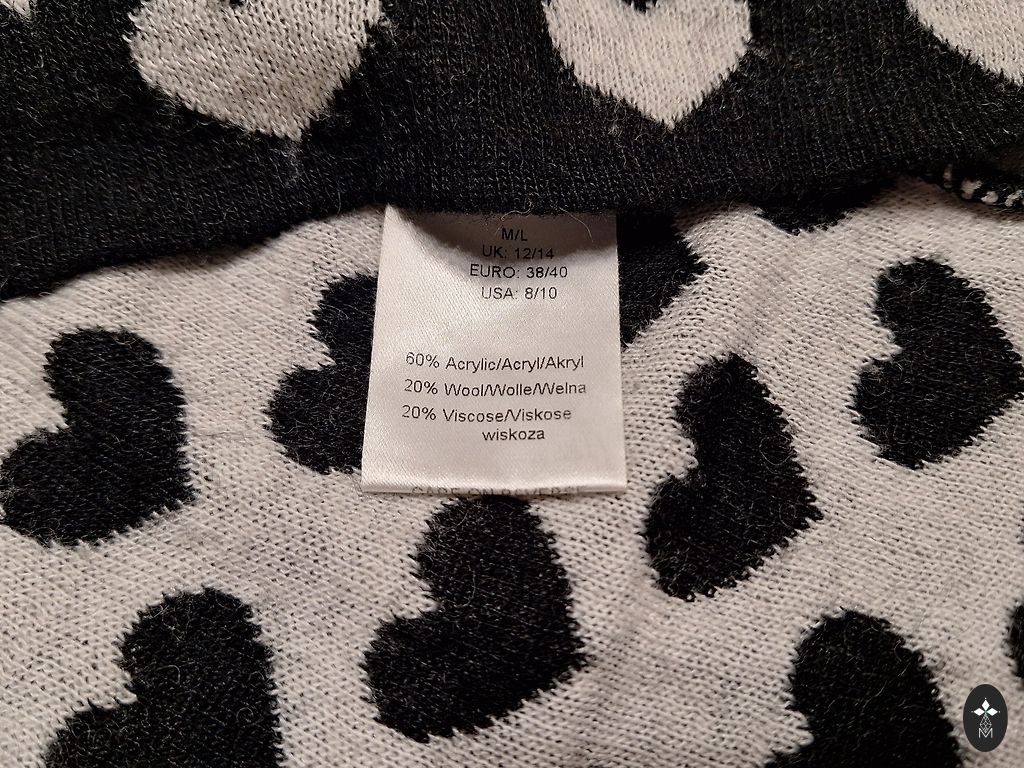 M/L
UK: 12/14
EURO: 38/40
USA: 8/10
60% Acrylic/Acryl/Akryl
20% Wool/Wolle/Wełna
20% Viscose/Viskose
wiskoza